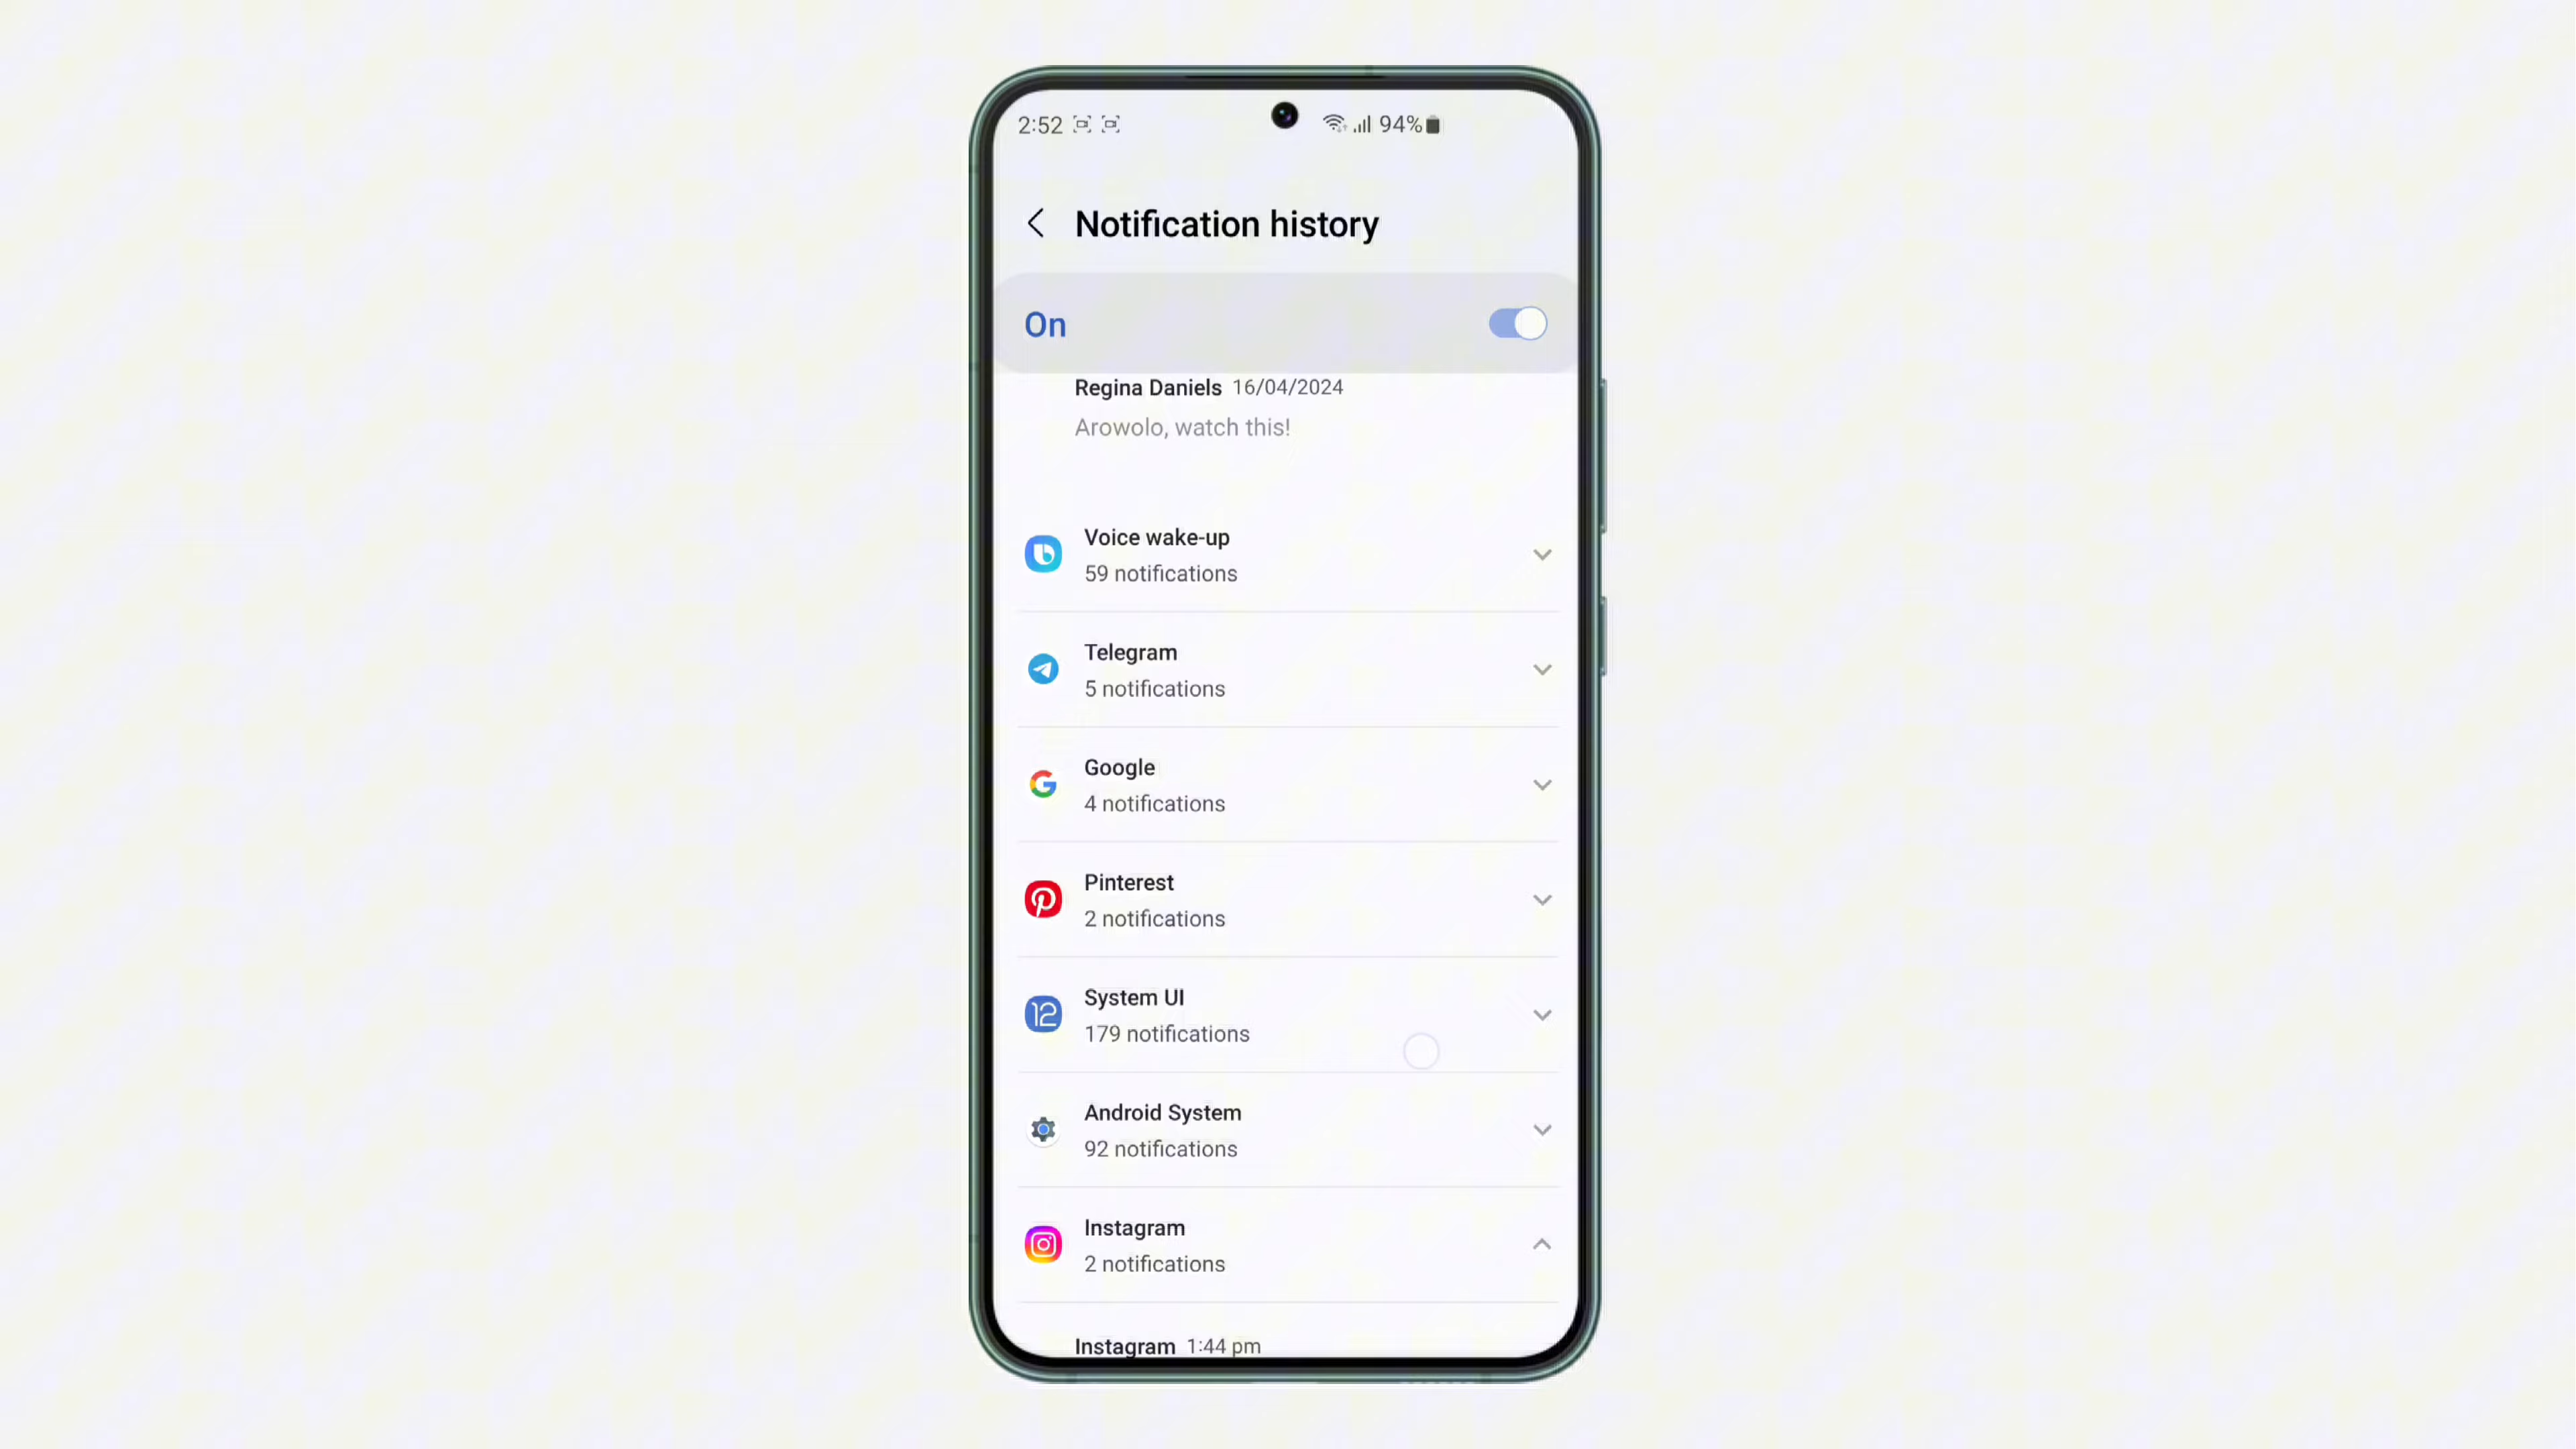 2:52 94%
Notification history
On
Regina Daniels 16/04/2024
Arowolo, watch this!
Voice wake-up
59 notifications
Telegram
5 notifications
Google
4 notifications
Pinterest
2 notifications
12
System UI
179 notifications
Android System
92 notifications
Instagram
2 notifications
Instagram 1:44 pm